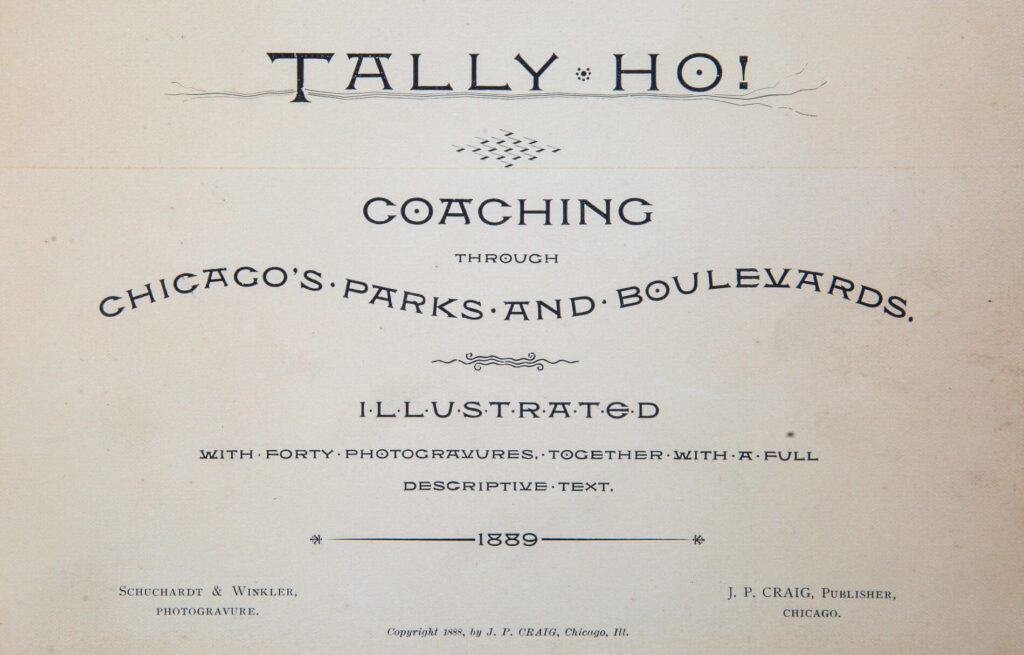 TALLY HO!
COACHING
THROUGH
CHICAGO'S · PARKS · AND · BOULEVARDS.
I·L·L·U·S·T·R·A·T·E·D
WITH · FORTY · PHOTOGRAVURES, · TOGETHER · WITH · A · FULL
DESCRIPTIVE · TEXT.
1889
SCHUCHARDT & WINKLER,
PHOTOGRAVURE.
J. P. CRAIG, PUBLISHER,
CHICAGO.
Copyright 1888, by J. P. CRAIG, Chicago, Ill.